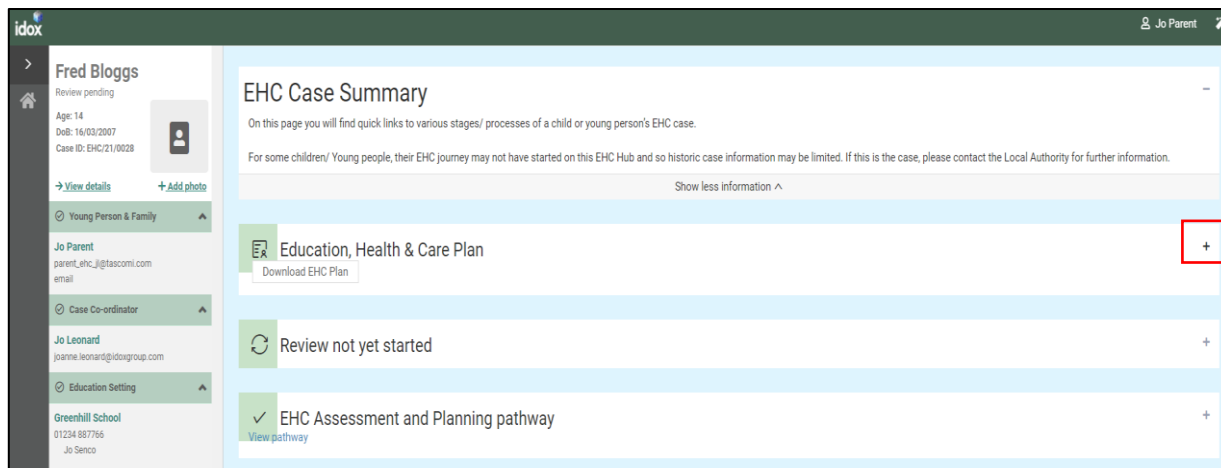 idox
Jo Parent
Fred Bloggs
Review pending
Age: 14
DoB: 16/03/2007
Case ID: EHC/21/0028
View details
+ Add photo
Young Person & Family
Jo Parent
parent_ehc_jl@tascomi.com
email
Case Co-ordinator
Jo Leonard
joanne.leonard@idoxgroup.com
Education Setting
Greenhill School
01234 887766
Jo Senco
EHC Case Summary
On this page you will find quick links to various stages/ processes of a child or young person's EHC case.
For some children/ Young people, their EHC journey may not have started on this EHC Hub and so historic case information may be limited. If this is the case, please contact the Local Authority for further information.
Show less information
Education, Health & Care Plan
Download EHC Plan
Review not yet started
EHC Assessment and Planning pathway
View pathway